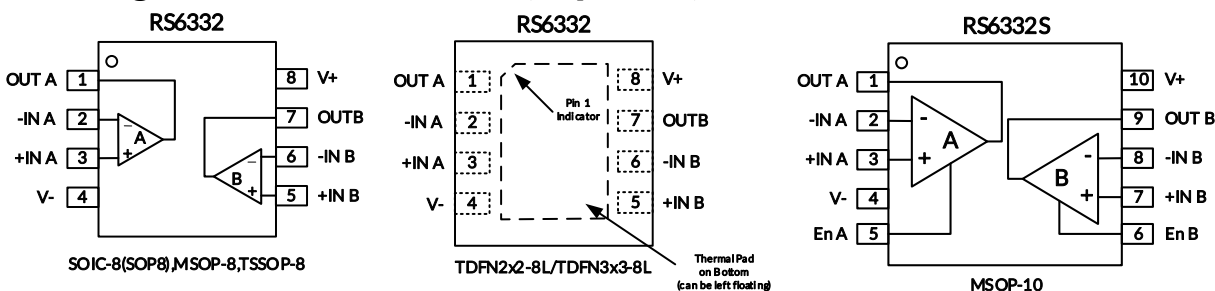 RS6332
OUT A 1
-IN A 2
+IN A 3
V- 4
8 V+
7 OUTB
6 -IN B
5 +IN B
- A +
- B +
SOIC-8(SOP8),MSOP-8,TSSOP-8
RS6332
OUT A 1
-IN A 2
+IN A 3
V- 4
8 V+
7 OUTB
6 -IN B
5 +IN B
Pin 1
Indicator
Thermal Pad
on Bottom
(can be left floating)
TDFN2x2-8L/TDFN3x3-8L
RS6332S
OUT A 1
-IN A 2
+IN A 3
V- 4
En A 5
10 V+
9 OUT B
8 -IN B
7 +IN B
6 En B
- A +
- B +
MSOP-10